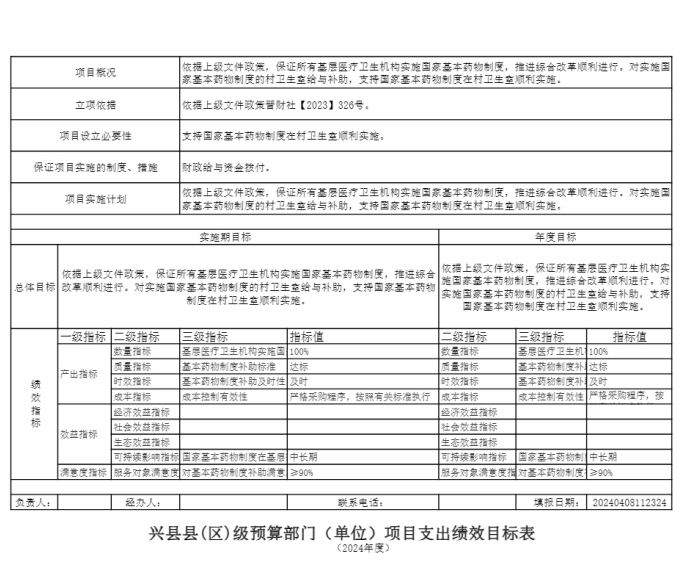 项目概况
依据上级文件政策，保证所有基层医疗卫生机构实施国家基本药物制度，推进综合改革顺利进行。对实施国
家基本药物制度的村卫生室给与补助，支持国家基本药物制度在村卫生室顺利实施。
立项依据
依据上级文件政策晋财社【2023】326号。
项目设立必要性
支持国家基本药物制度在村卫生室顺利实施。
保证项目实施的制度、措施
财政给与资金拨付。
项目实施计划
依据上级文件政策，保证所有基层医疗卫生机构实施国家基本药物制度，推进综合改革顺利进行。对实施国
家基本药物制度的村卫生室给与补助，支持国家基本药物制度在村卫生室顺利实施。
实施期目标 年度目标
总体目标
依据上级文件政策，保证所有基层医疗卫生机构实施国家基本药物制度，推进综合
改革顺利进行。对实施国家基本药物制度的村卫生室给与补助，支持国家基本药物
制度在村卫生室顺利实施。
依据上级文件政策，保证所有基层医疗卫生机构实
施国家基本药物制度，推进综合改革顺利进行。对
实施国家基本药物制度的村卫生室给与补助，支持
国家基本药物制度在村卫生室顺利实施。
绩效指标
一级指标 二级指标 三级指标 指标值 二级指标 三级指标 指标值
产出指标
数量指标 基层医疗卫生机构实施国 100% 数量指标 基层医疗卫生机 100%
质量指标 基本药物制度补助标准 达标 质量指标 基本药物制度补 达标
时效指标 基本药物制度补助及时性 及时 时效指标 基本药物制度补 及时
成本指标 成本控制有效性 严格采购程序，按照有关标准执行 成本指标 成本控制有效性 严格采购程序，按
效益指标
经济效益指标 经济效益指标
社会效益指标 社会效益指标
生态效益指标 生态效益指标
可持续影响指标 国家基本药物制度在基层 中长期 可持续影响指标 国家基本药物制 中长期
满意度指标 服务对象满意度 对基本药物制度补助满意 ≥90% 服务对象满意度指 对基本药物制度 ≥90%
负责人： 经办人： 联系电话： 填报日期： 20240408112324
兴县县(区)级预算部门（单位）项目支出绩效目标表
（2024年度）